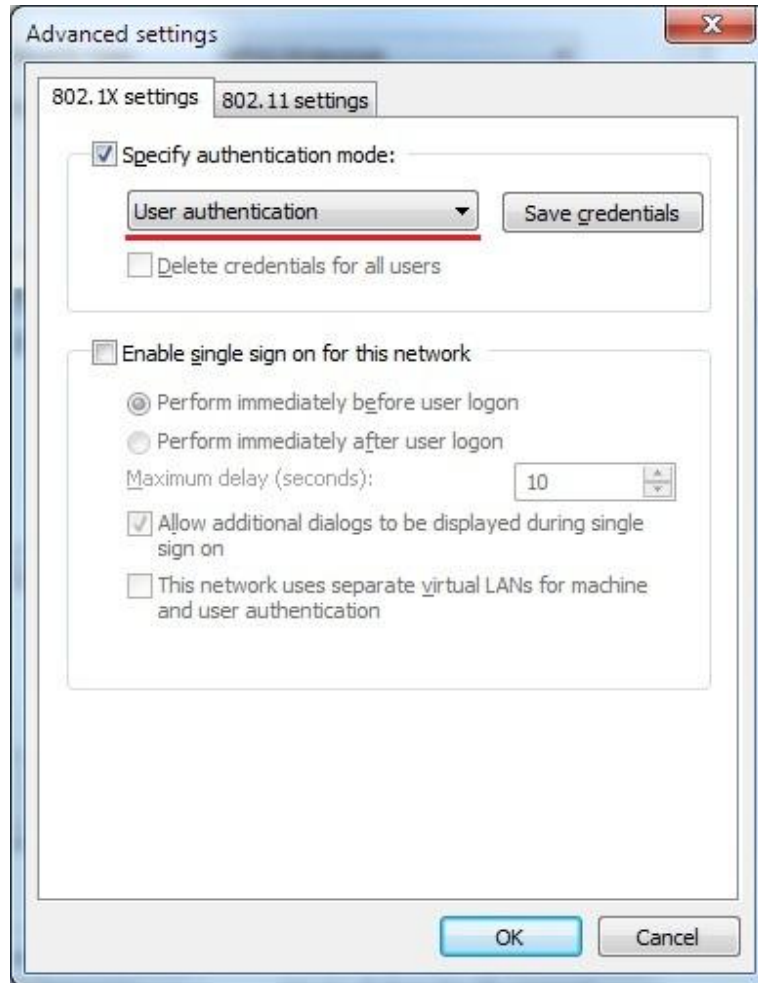 Advanced settings
802.1X settings
802.11 settings
Specify authentication mode:
User authentication
Save credentials
Delete credentials for all users
Enable single sign on for this network
Perform immediately before user logon
Perform immediately after user logon
Maximum delay (seconds):
10
Allow additional dialogs to be displayed during single
sign on
This network uses separate virtual LANs for machine
and user authentication
OK
Cancel